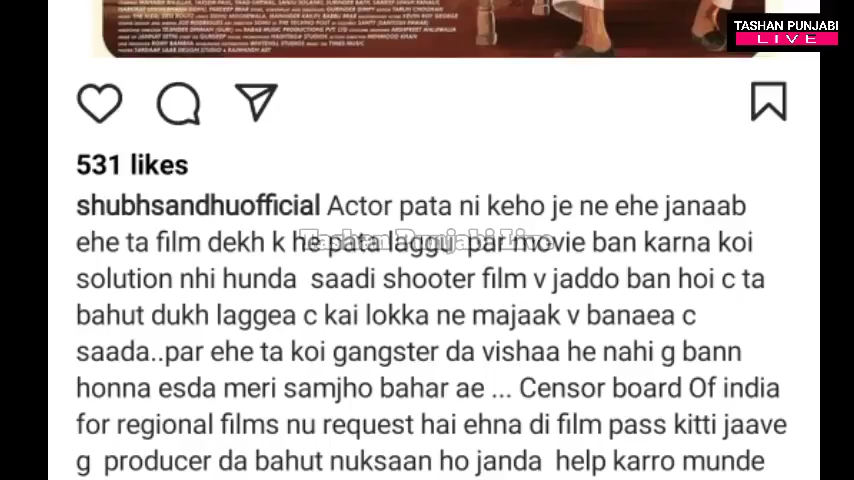 TASHAN PUNJABI
LIVE
531 likes
shubhsandhuofficial Actor pata ni keho je ne ehe janaab
ehe ta film dekh k he pata laggu par movie ban karna koi
Tashan Punjabi Live
solution nhi hunda saadi shooter film v jaddo ban hoi c ta
bahut dukh laggea c kai lokka ne majaak v banaea c
saada..par ehe ta koi gangster da vishaa he nahi g bann
honna esda meri samjho bahar ae ... Censor board Of india
for regional films nu request hai ehna di film pass kitti jaave
g producer da bahut nuksaan ho janda help karro munde